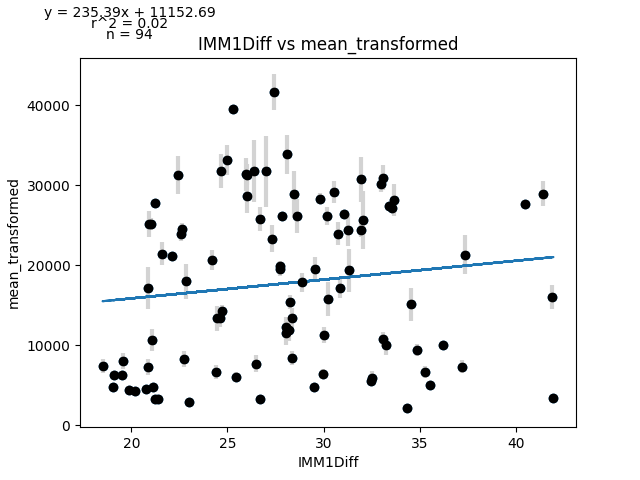 y = 235.39x + 11152.69
r^2 = 0.02
n = 94
IMM1Diff vs mean_transformed
40000
30000
20000
10000
0
mean_transformed
20 25 30 35 40
IMM1Diff